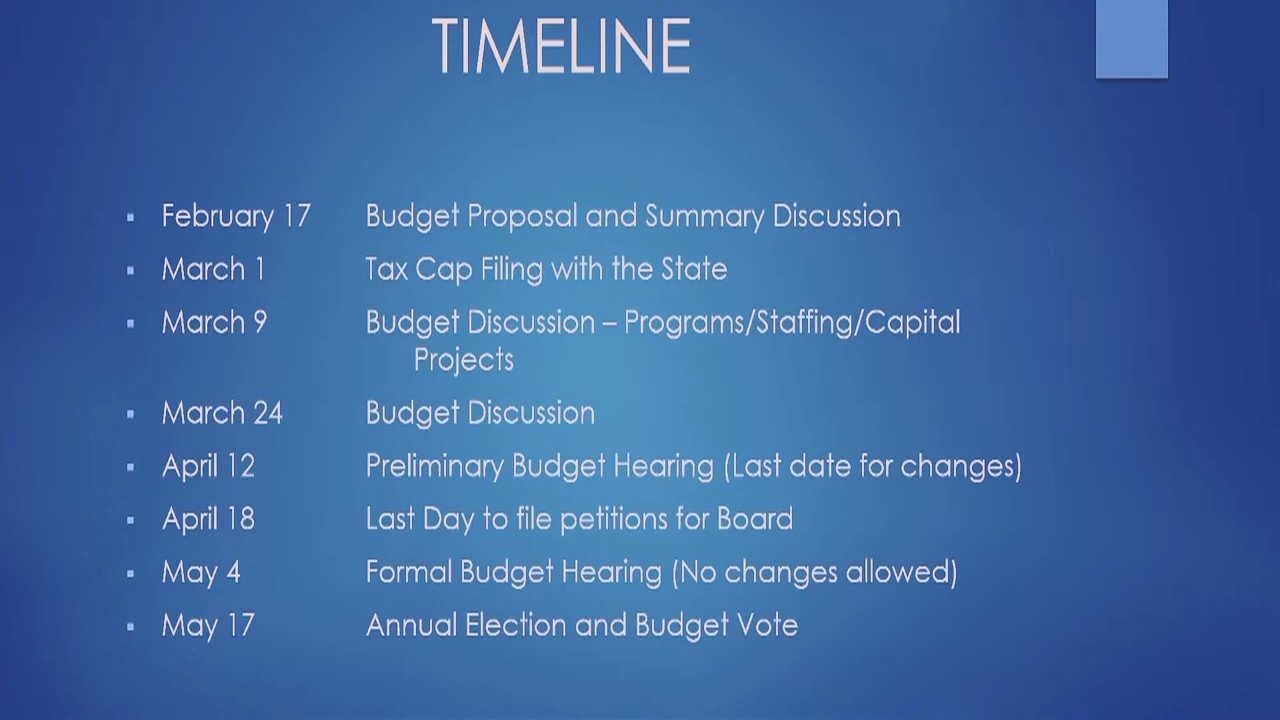 TIMELINE
February 17 Budget Proposal and Summary Discussion
March 1 Tax Cap Filing with the State
March 9 Budget Discussion – Programs/Staffing/Capital
Projects
March 24 Budget Discussion
April 12 Preliminary Budget Hearing (Last date for changes)
April 18 Last Day to file petitions for Board
May 4 Formal Budget Hearing (No changes allowed)
May 17 Annual Election and Budget Vote